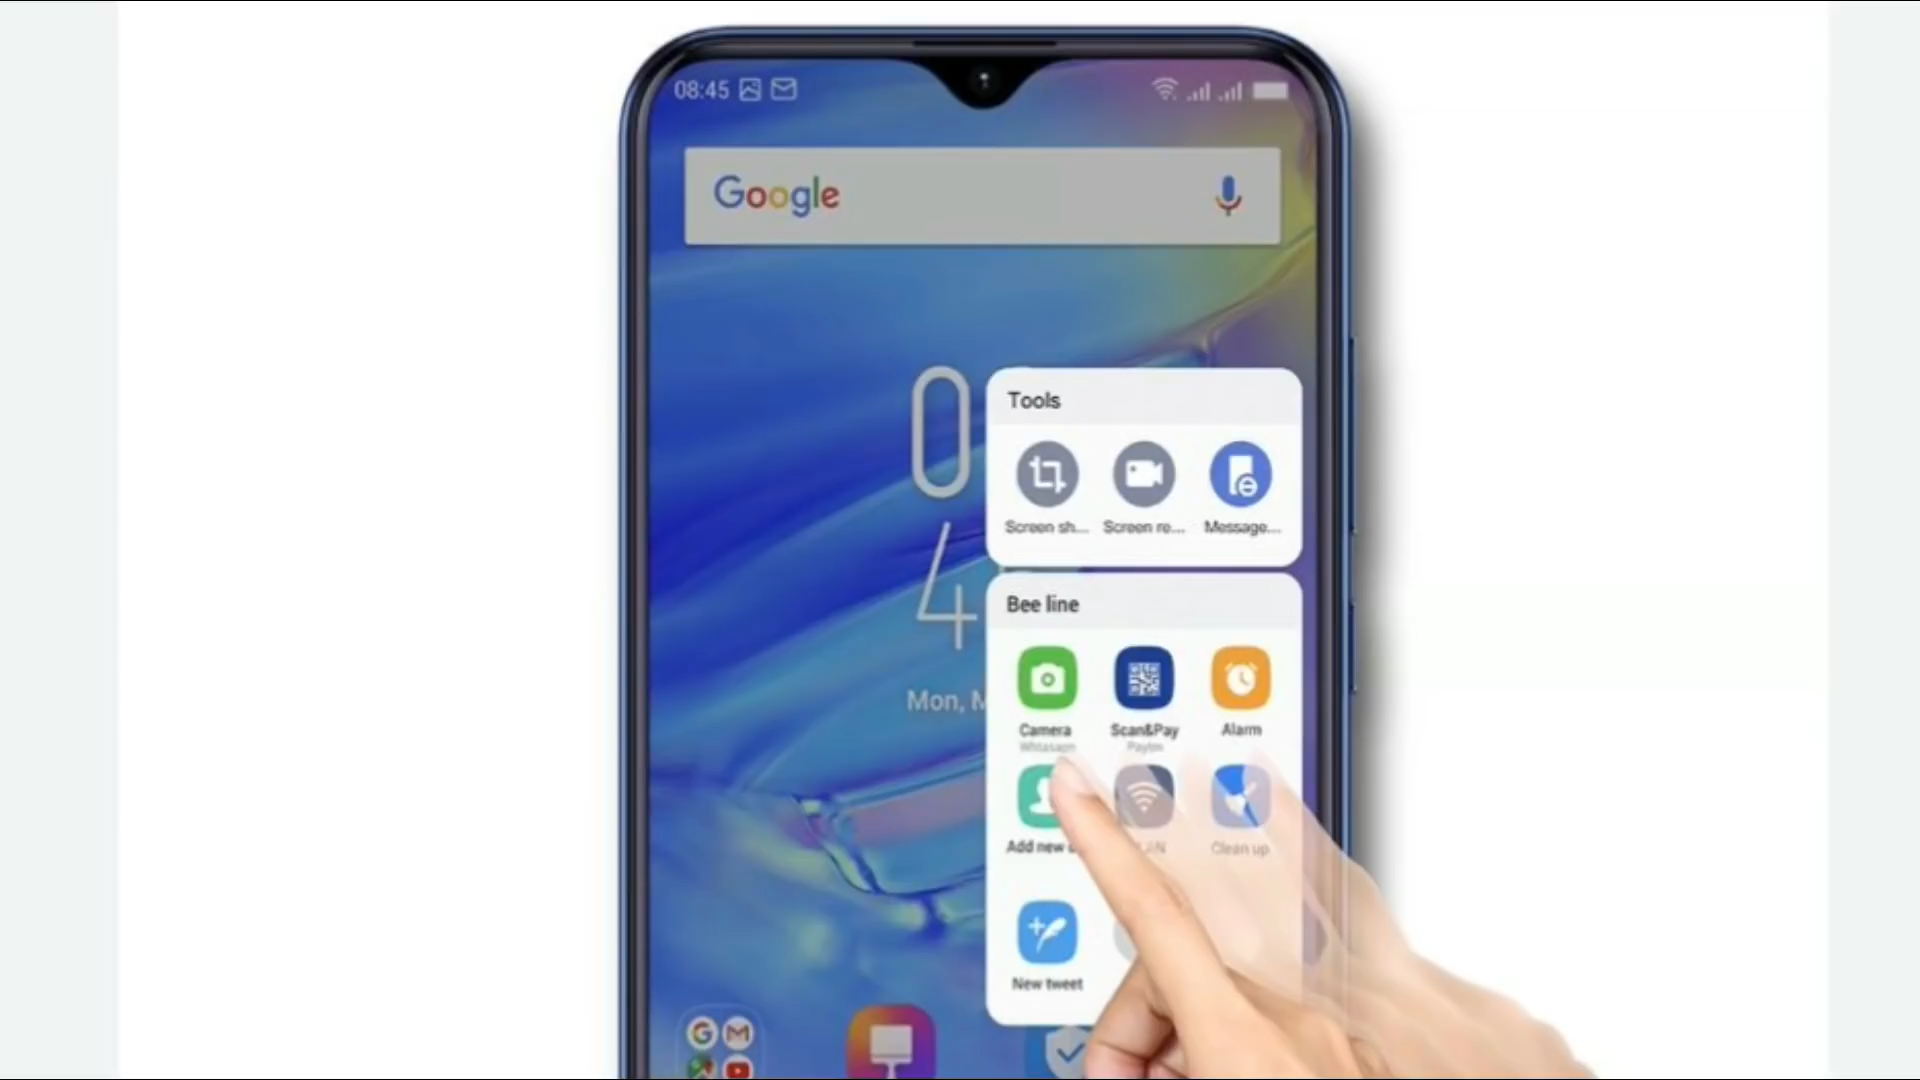 08:45
Google
0
4
Mon, M
Tools
Screen sh... Screen re... Message...
Bee line
Camera Scan&Pay Alarm
Add new Clean up
New tweet